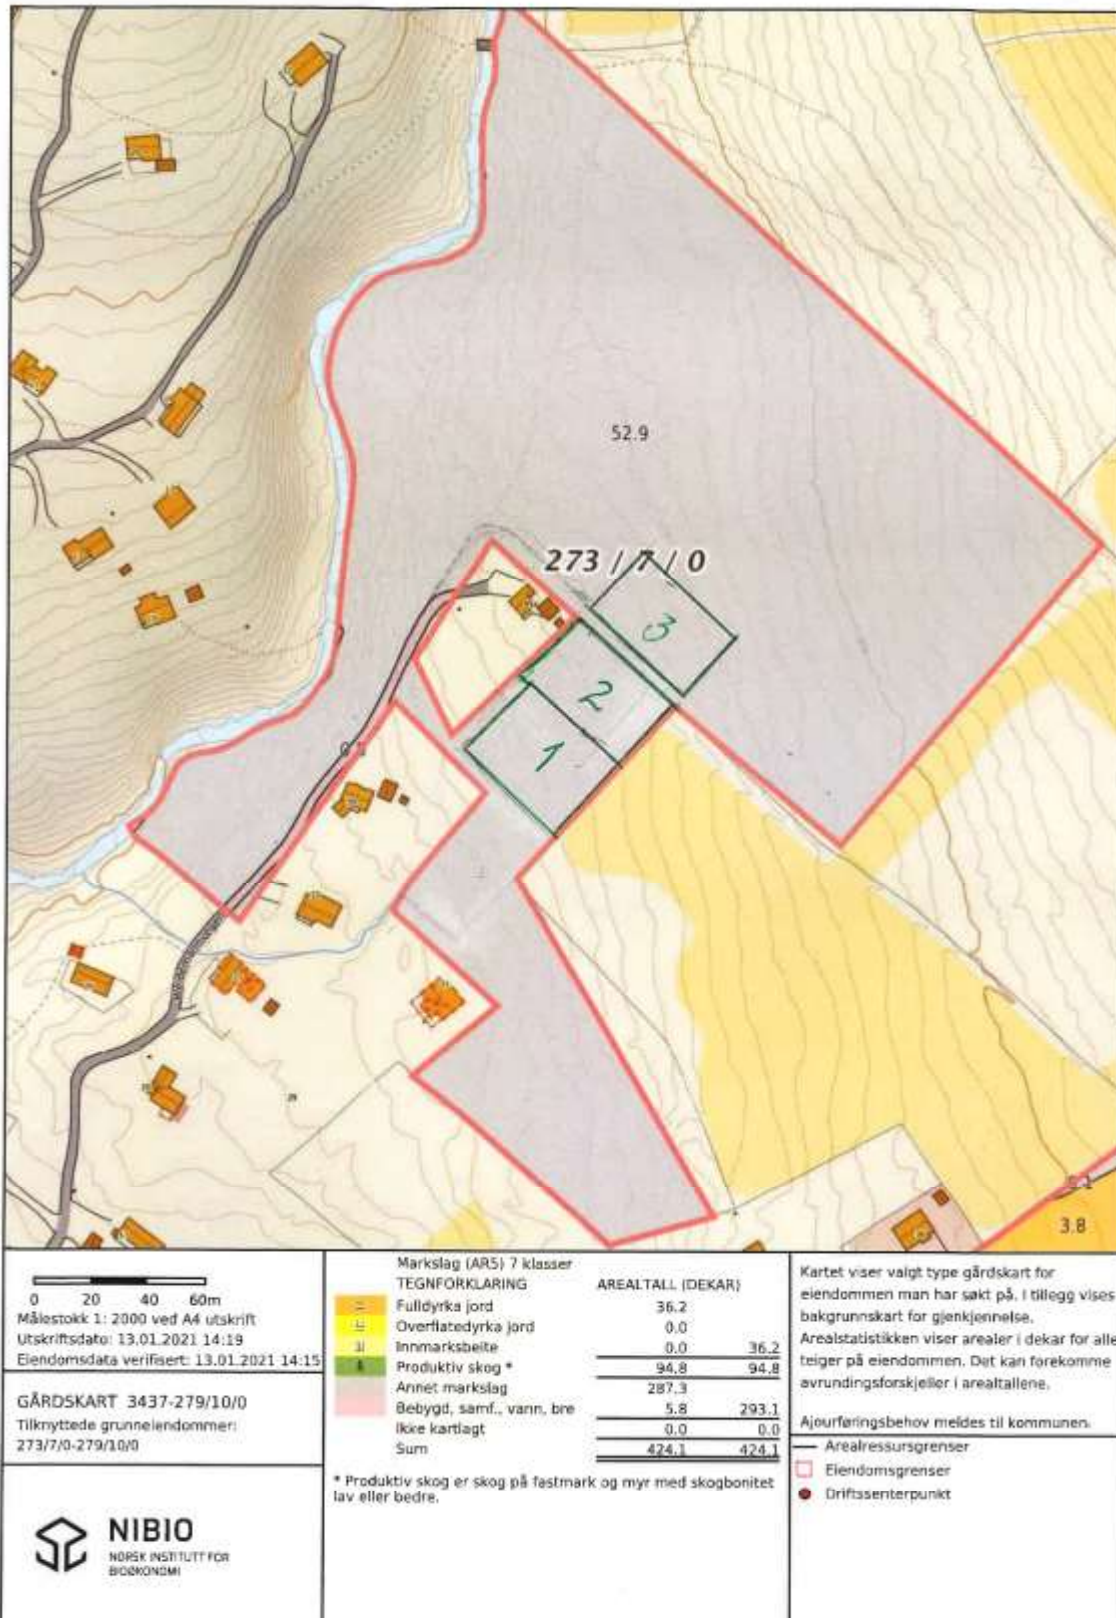 52.9
273 / 7 / 0
3
2
1
3.8
0 20 40 60m
Målestokk 1: 2000 ved A4 utskrift
Utskriftsdato: 13.01.2021 14:19
Eiendomsdata verifisert: 13.01.2021 14:15
GÅRDSKART 3437-279/10/0
Tilknyttede grunneiendommer:
273/7/0-279/10/0
NIBIO
NORSK INSTITUTT FOR
BIOØKONOMI
Markslag (AR5) 7 klasser
TEGNFORKLARING AREALTALL (DEKAR)
Fulldyrka jord 36.2
Overflatedyrka jord 0.0
Innmarksbeite 0.0 36.2
Produktiv skog * 94.8 94.8
Annet markslag 287.3
Bebygd, samf., vann, bre 5.8 293.1
Ikke kartlagt 0.0 0.0
Sum 424.1 424.1
* Produktiv skog er skog på fastmark og myr med skogbonitet
lav eller bedre.
Kartet viser valgt type gårdskart for
eiendommen man har søkt på. I tillegg vises
bakgrunnskart for gjenkjennelse.
Arealstatistikken viser arealer i dekar for alle
teiger på eiendommen. Det kan forekomme
avrundingsforskjeller i arealtallene.
Ajourføringsbehov meldes til kommunen.
Arealressursgrenser
Eiendomsgrenser
Driftssenterpunkt